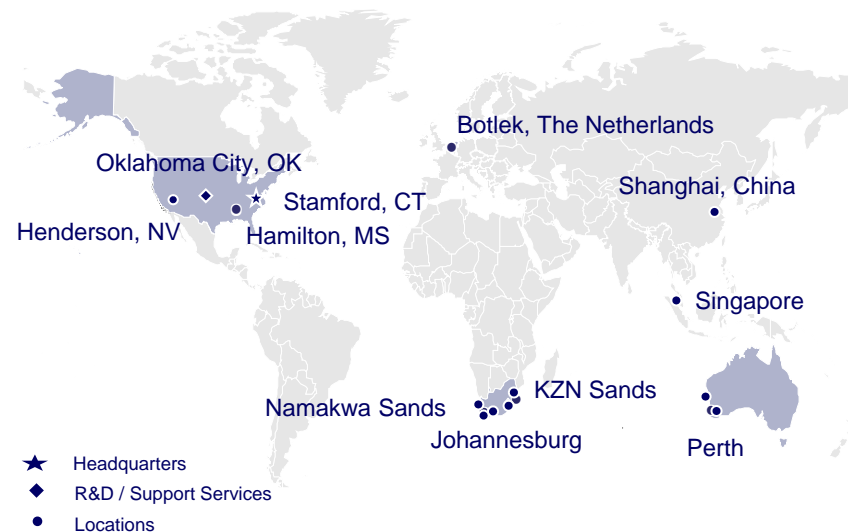 Botlek, The Netherlands
Oklahoma City, OK
Shanghai, China
Stamford, CT
Henderson, NV
Hamilton, MS
Singapore
KZN Sands
Namakwa Sands
Johannesburg
Perth
Headquarters
R&D / Support Services
Locations